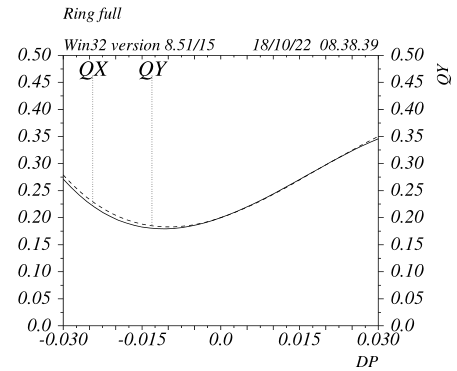 Ring full
Win32 version 8.51/15 18/10/22 08.38.39
0.50 QX QY 0.50
QY
0.45 0.45
0.40 0.40
0.35 0.35
0.30 0.30
0.25 0.25
0.20 0.20
0.15 0.15
0.10 0.10
0.05 0.05
0.0 0.0
-0.030 -0.015 0.0 0.015 0.030
DP